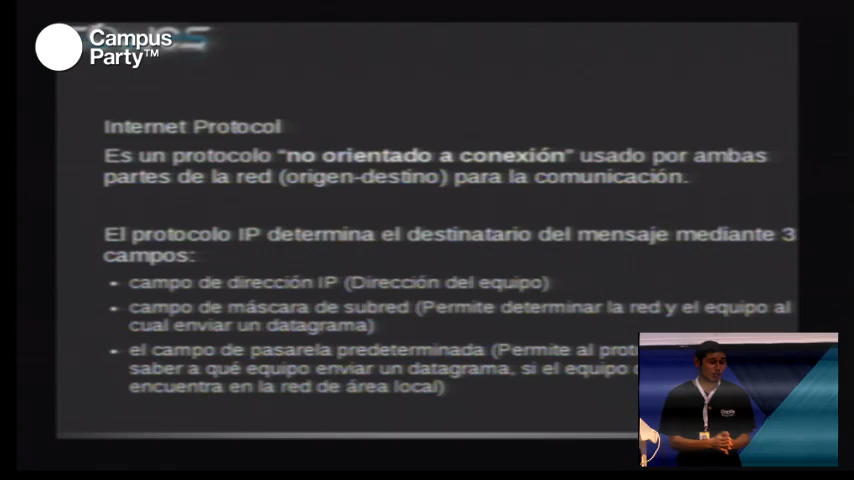 Campus
Party™
Internet Protocol
Es un protocolo "no orientado a conexión" usado por ambas
partes de la red (origen-destino) para la comunicación.
El protocolo IP determina el destinatario del mensaje mediante 3
campos:
- campo de dirección IP (Dirección del equipo)
- campo de máscara de subred (Permite determinar la red y el equipo al
cual enviar un datagrama)
- el campo de pasarela predeterminada (Permite al
saber a qué equipo enviar un datagrama, si el equipo
encuentra en la red de área local)